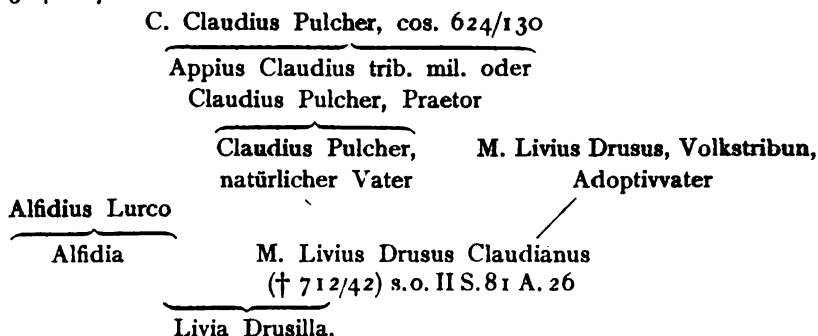 C. Claudius Pulcher, cos. 624/130
Appius Claudius trib. mil. oder
Claudius Pulcher, Praetor
Claudius Pulcher, M. Livius Drusus, Volkstribun,
natürlicher Vater Adoptivvater
Alfidius Lurco
Alfidia M. Livius Drusus Claudianus
(† 712/42) s.o. II S. 81 A. 26
Livia Drusilla.